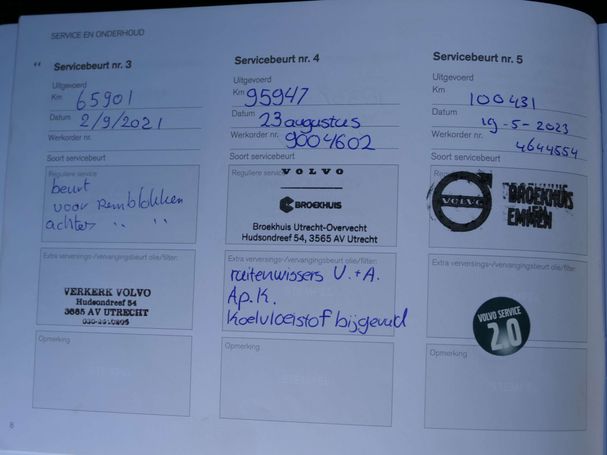 SERVICE EN ONDERHOUD
Servicebeurt nr. 3
Uitgevoerd
Km 65901
Datum 2/9/2021
Werkorder nr.
Soort servicebeurt
Reguliere service
beurt
voor Remblokken
achter " "
Extra verversings-/vervangingsbeurt olie/filter:
VERKERK VOLVO
Hudsondreef 54
3565 AV UTRECHT
Opmerking
Servicebeurt nr. 4
Uitgevoerd
Km 95947
Datum 23 augustus
Werkorder nr. 9004602
Soort servicebeurt
Reguliere service
VOLVO
BROEKHUIS
Broekhuis Utrecht-Overvecht
Hudsondreef 54, 3565 AV Utrecht
Extra verversings-/vervangingsbeurt olie/filter:
ruitenwissers V. + A.
Ap.K.
Koelvloeistof bijgevuld
Opmerking
Servicebeurt nr. 5
Uitgevoerd
Km 100431
Datum 19-5-2023
Werkorder nr. 4644554
Soort servicebeurt
Reguliere service
VOLVO
BROEKHUIS
EMMEN
Extra verversings-/vervangingsbeurt olie/filter:
VOLVO SERVICE
2.0
Opmerking
8